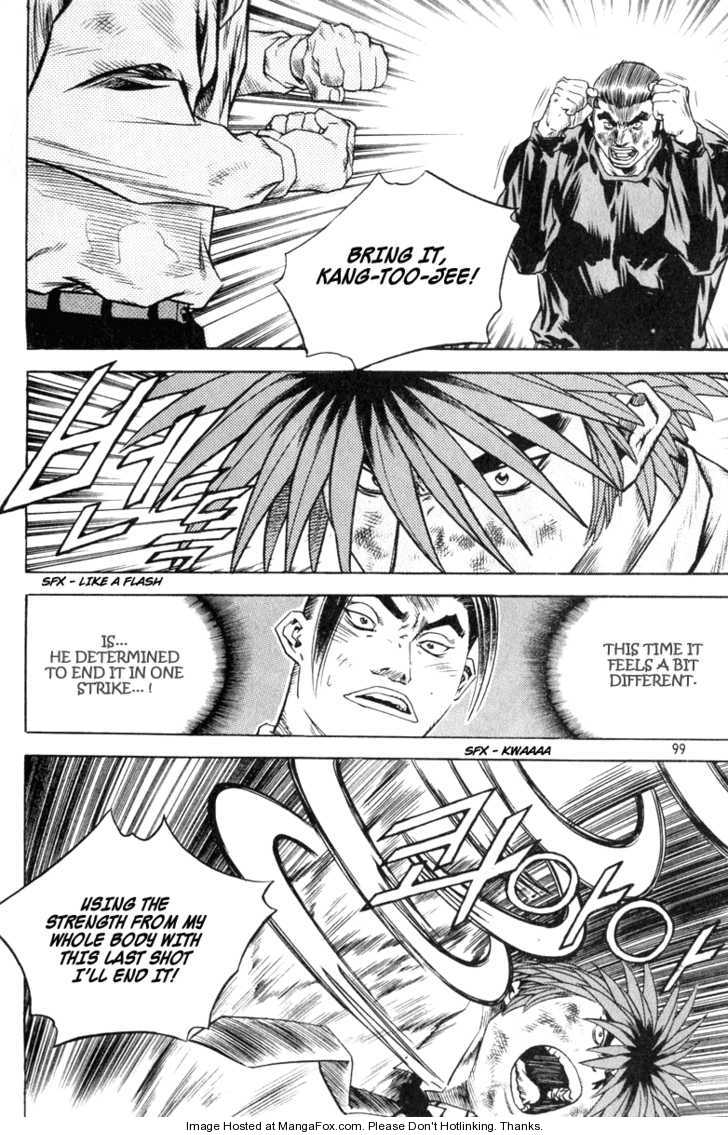 BRING IT,
KANG-TOO-JEE!
SFX - LIKE A FLASH
IS...
HE DETERMINED
TO END IT IN ONE
STRIKE... !
THIS TIME IT
FEELS A BIT
DIFFERENT.
SFX - KWAAAA
99
USING THE
STRENGTH FROM MY
WHOLE BODY WITH
THIS LAST SHOT
I'LL END IT!
Image Hosted at MangaFox.com. Please Don't Hotlinking. Thanks.